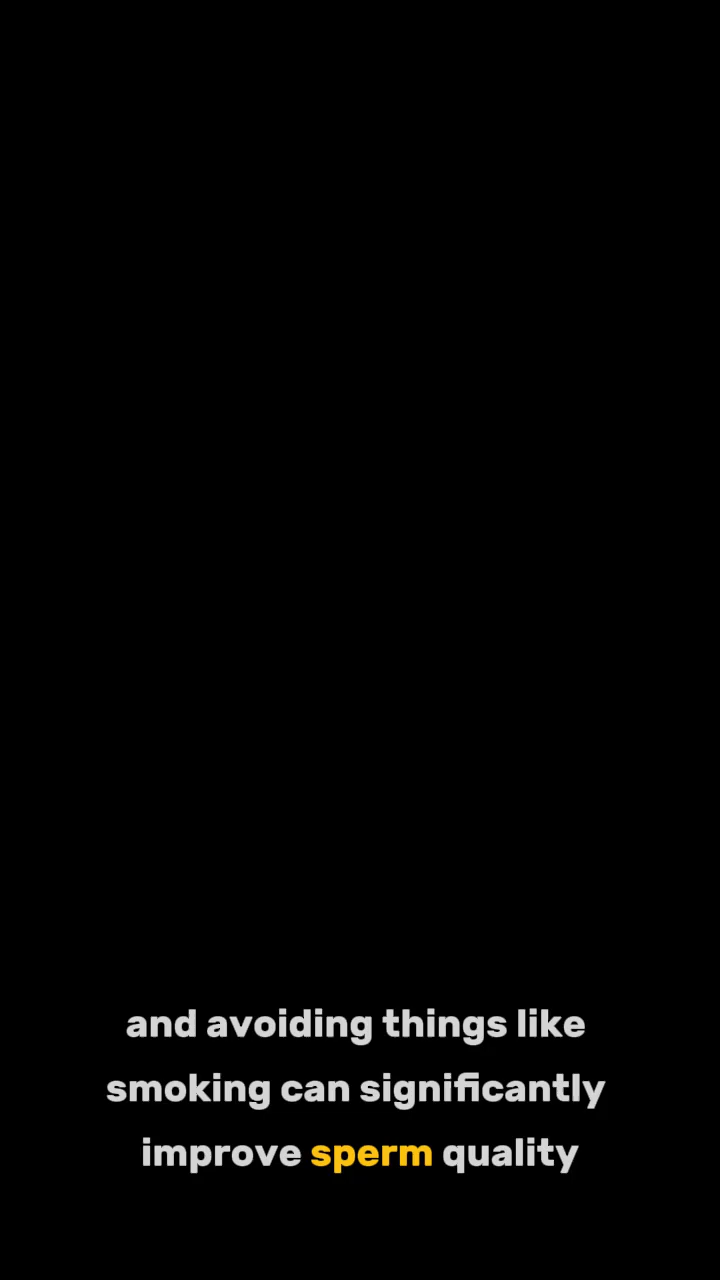 and avoiding things like
smoking can significantly
improve sperm quality